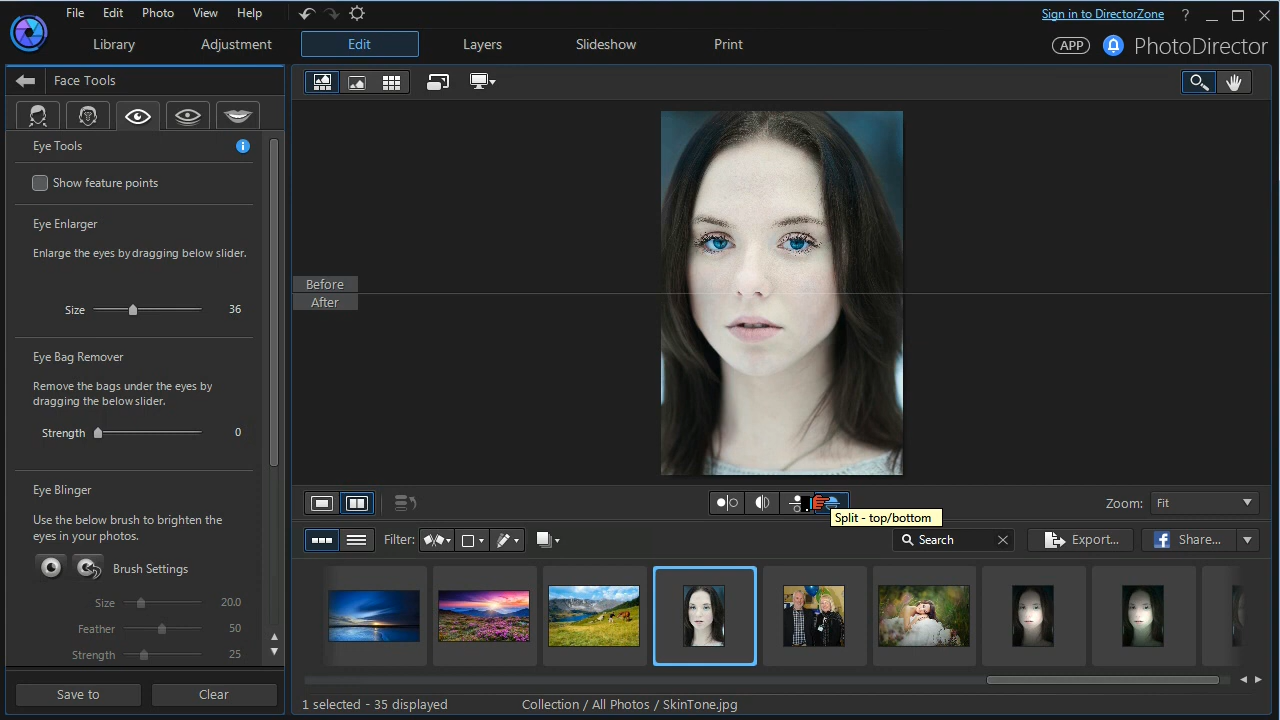 File Edit Photo View Help
Sign in to DirectorZone ?
Library Adjustment Edit Layers Slideshow Print
APP PhotoDirector
Face Tools
Eye Tools
Show feature points
Eye Enlarger
Enlarge the eyes by dragging below slider.
Size 36
Eye Bag Remover
Remove the bags under the eyes by
dragging the below slider.
Strength 0
Eye Blinger
Use the below brush to brighten the
eyes in your photos.
Brush Settings
Size 20.0
Feather 50
Strength 25
Save to Clear
Before
After
Zoom: Fit
Split - top/bottom
Filter: Search Export... Share...
1 selected - 35 displayed Collection / All Photos / SkinTone.jpg